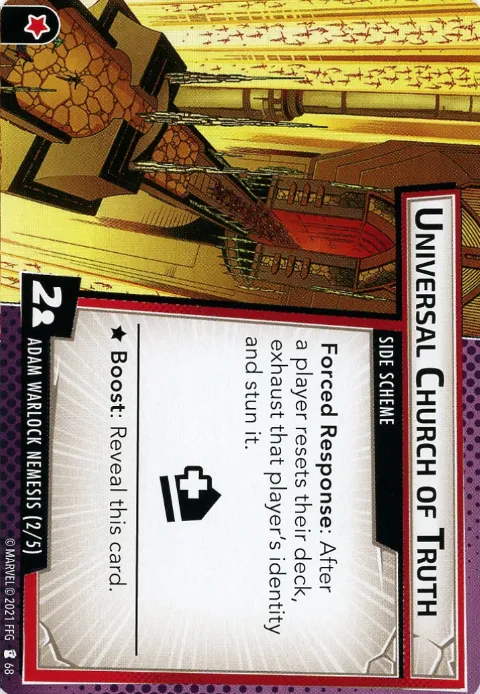 UNIVERSAL CHURCH OF TRUTH
SIDE SCHEME
Forced Response: After
a player resets their deck,
exhaust that player's identity
and stun it.
Boost: Reveal this card.
2
ADAM WARLOCK NEMESIS (2/5)
© MARVEL © 2021 FFG 68